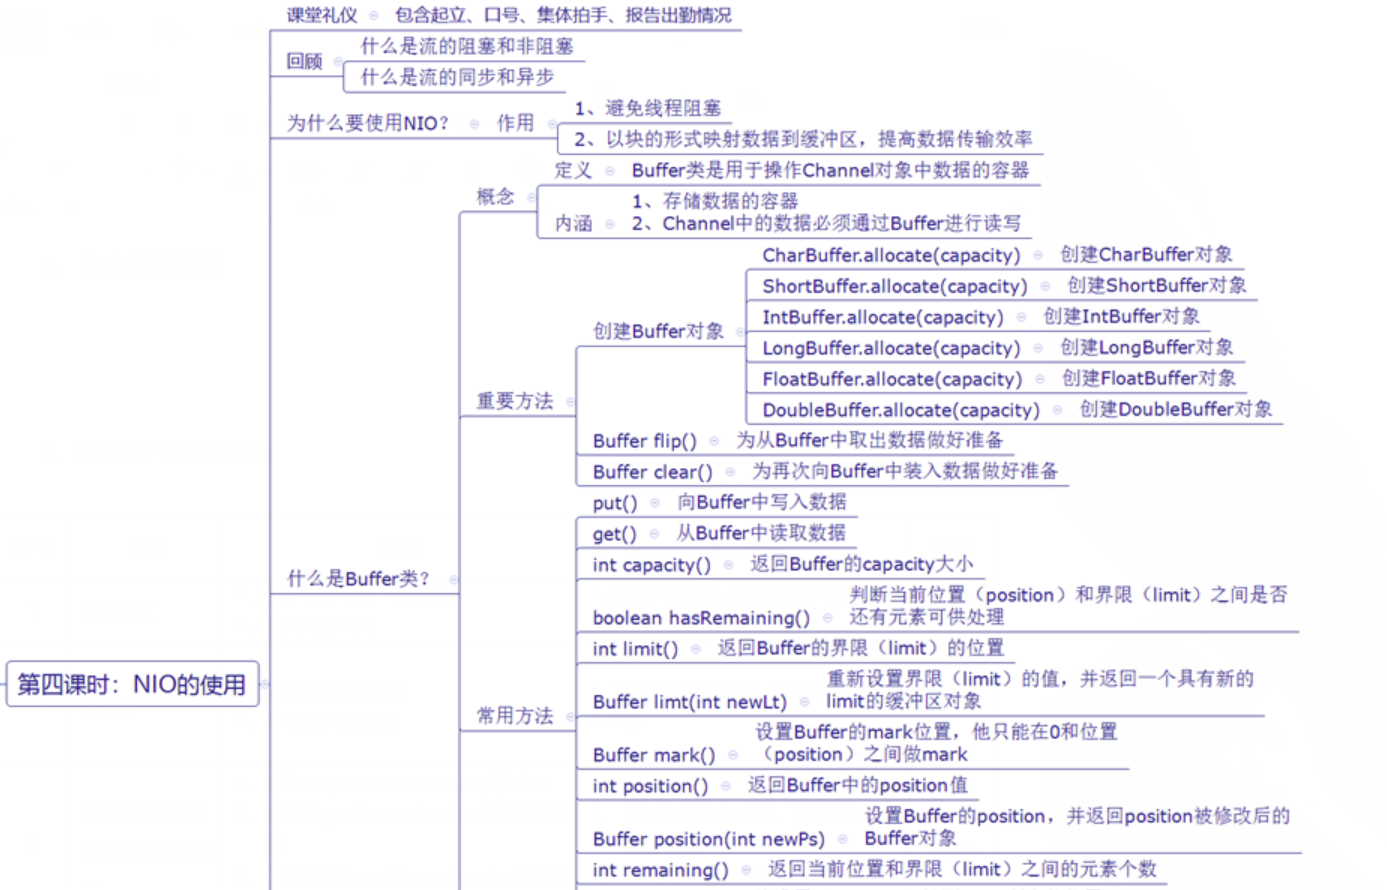 课堂礼仪 包含起立、口号、集体拍手、报告出勤情况
回顾
什么是流的阻塞和非阻塞
什么是流的同步和异步
为什么要使用NIO? 作用
1、避免线程阻塞
2、以块的形式映射数据到缓冲区，提高数据传输效率
概念
定义 Buffer类是用于操作Channel对象中数据的容器
内涵
1、存储数据的容器
2、Channel中的数据必须通过Buffer进行读写
重要方法
创建Buffer对象
CharBuffer.allocate(capacity) 创建CharBuffer对象
ShortBuffer.allocate(capacity) 创建ShortBuffer对象
IntBuffer.allocate(capacity) 创建IntBuffer对象
LongBuffer.allocate(capacity) 创建LongBuffer对象
FloatBuffer.allocate(capacity) 创建FloatBuffer对象
DoubleBuffer.allocate(capacity) 创建DoubleBuffer对象
Buffer flip() 为从Buffer中取出数据做好准备
Buffer clear() 为再次向Buffer中装入数据做好准备
什么是Buffer类?
第四课时：NIO的使用
常用方法
put() 向Buffer中写入数据
get() 从Buffer中读取数据
int capacity() 返回Buffer的capacity大小
boolean hasRemaining()
判断当前位置（position）和界限（limit）之间是否
还有元素可供处理
int limit() 返回Buffer的界限（limit）的位置
Buffer limt(int newLt)
重新设置界限（limit）的值，并返回一个具有新的
limit的缓冲区对象
Buffer mark()
设置Buffer的mark位置，他只能在0和位置
（position）之间做mark
int position() 返回Buffer中的position值
Buffer position(int newPs)
设置Buffer的position，并返回position被修改后的
Buffer对象
int remaining() 返回当前位置和界限（limit）之间的元素个数